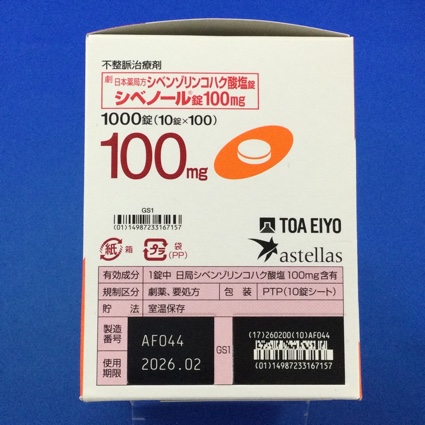 不整脈治療剤
劇 日本薬局方 シベンゾリンコハク酸塩錠
シベノール®錠100mg
1000錠(10錠×100)
100mg
GS1
(01)14987233167157
TOA EIYO
紙 箱 プラ 袋(PP)
astellas
有効成分 1錠中 日局シベンゾリンコハク酸塩100mg含有
規制区分 劇薬、要処方 包装 PTP(10錠シート)
貯法 室温保存
製造番号 AF044
使用期限 2026.02
GS1
(17)260200(10)AF044
(01)14987233167157